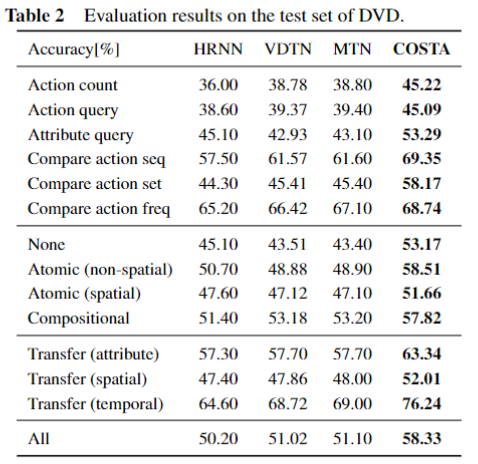 Table 2 Evaluation results on the test set of DVD.
Accuracy[%] HRNN VDTN MTN COSTA
Action count 36.00 38.78 38.80 45.22
Action query 38.60 39.37 39.40 45.09
Attribute query 45.10 42.93 43.10 53.29
Compare action seq 57.50 61.57 61.60 69.35
Compare action set 44.30 45.41 45.40 58.17
Compare action freq 65.20 66.42 67.10 68.74
None 45.10 43.51 43.40 53.17
Atomic (non-spatial) 50.70 48.88 48.90 58.51
Atomic (spatial) 47.60 47.12 47.10 51.66
Compositional 51.40 53.18 53.20 57.82
Transfer (attribute) 57.30 57.70 57.70 63.34
Transfer (spatial) 47.40 47.86 48.00 52.01
Transfer (temporal) 64.60 68.72 69.00 76.24
All 50.20 51.02 51.10 58.33